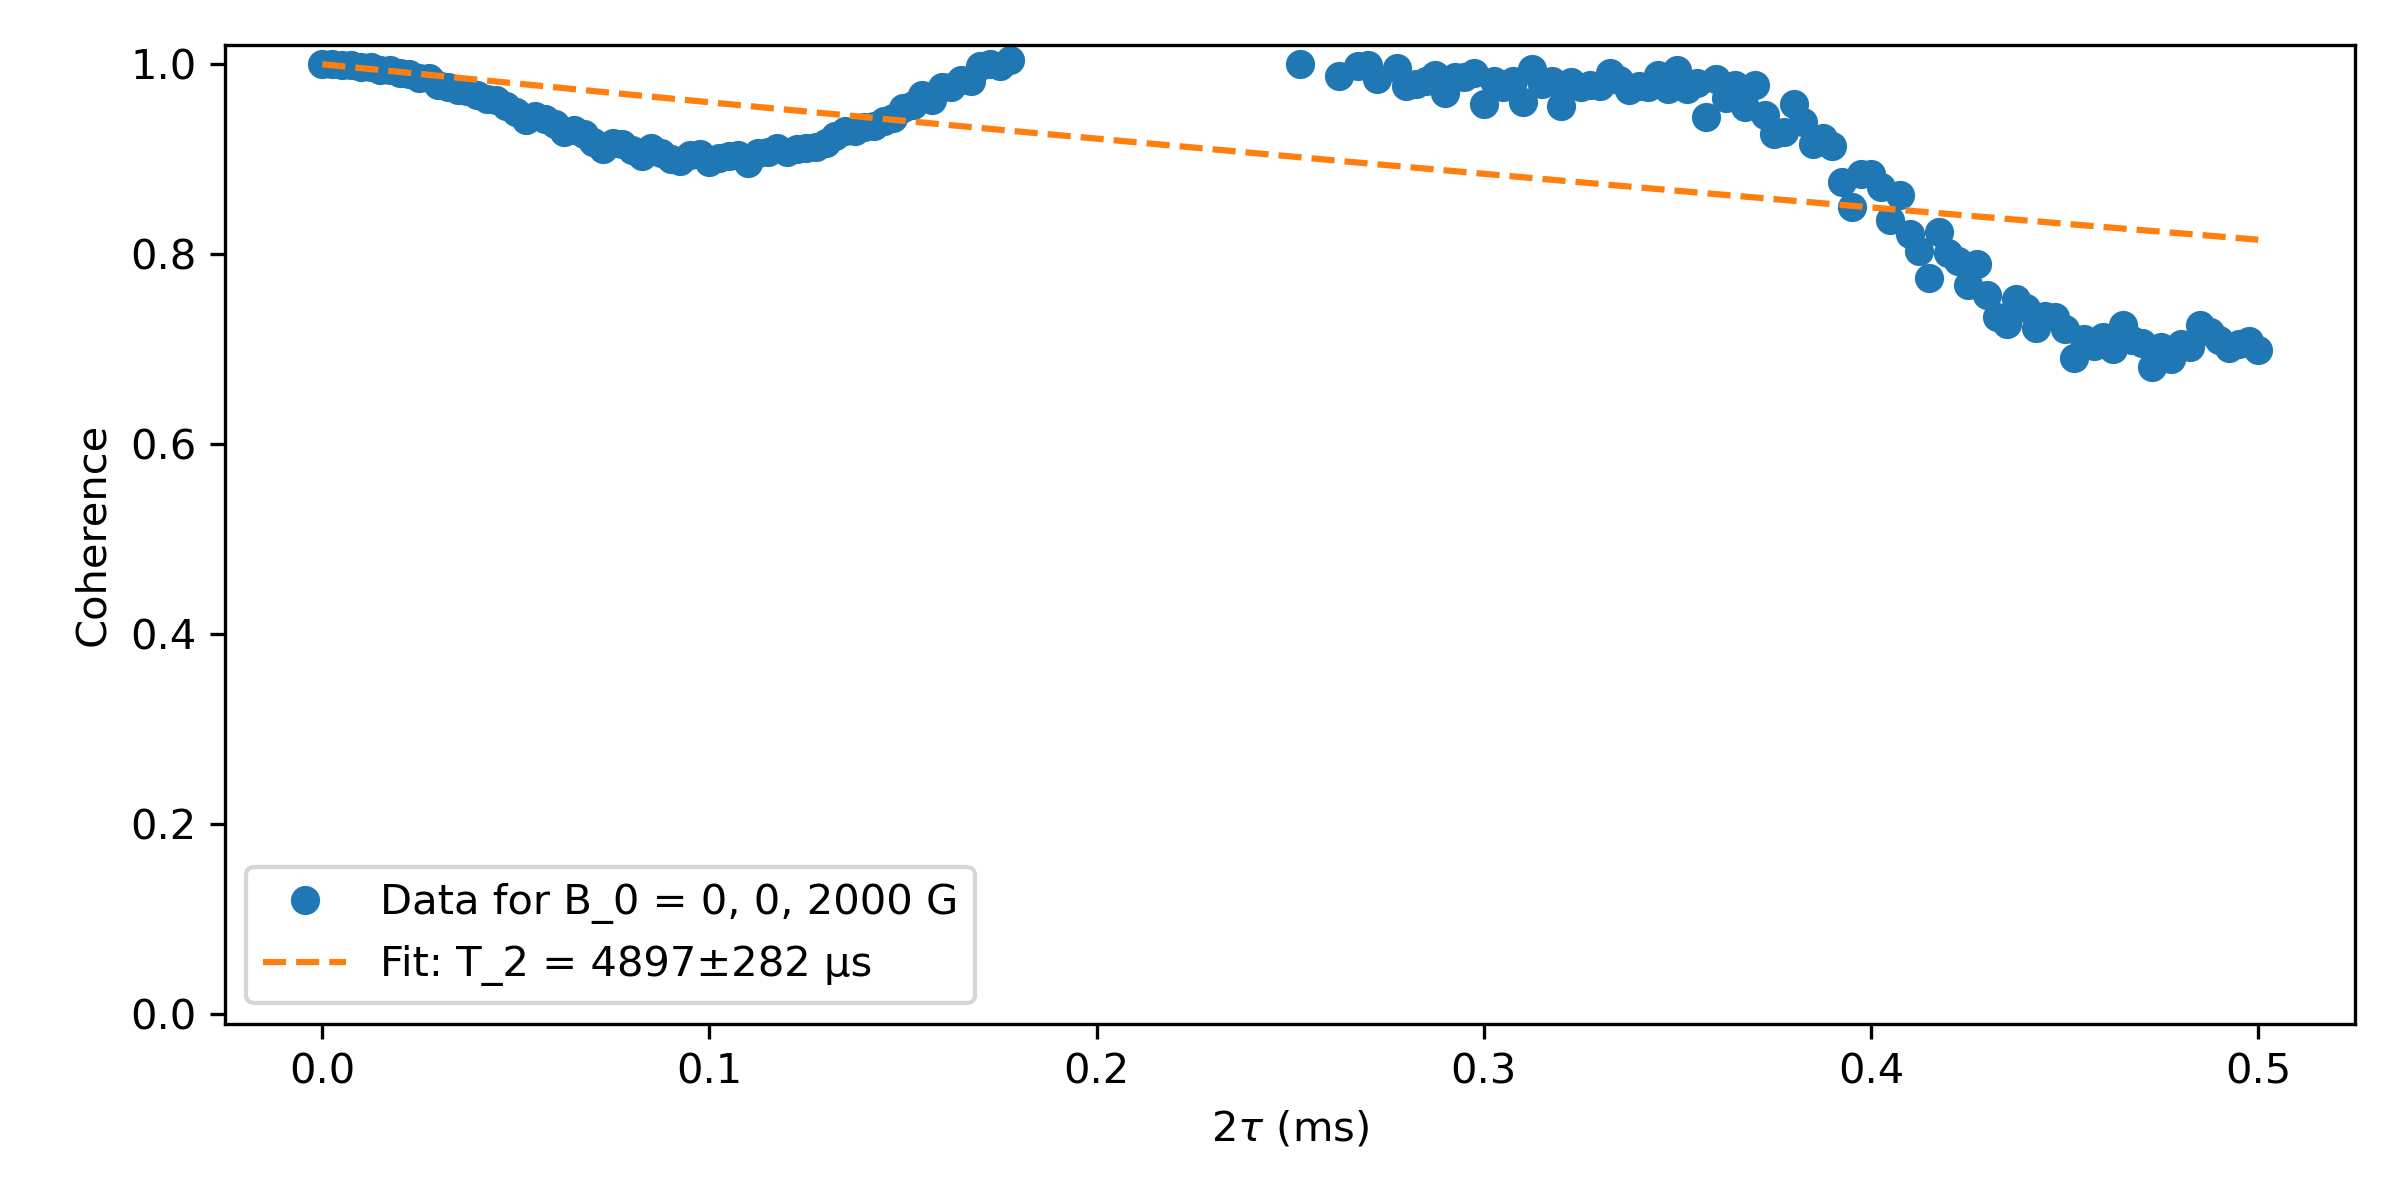 1.0
0.8
0.6
0.4
0.2
0.0
Coherence
Data for B_0 = 0, 0, 2000 G
Fit: T_2 = 4897±282 μs
0.0 0.1 0.2 0.3 0.4 0.5
2τ (ms)